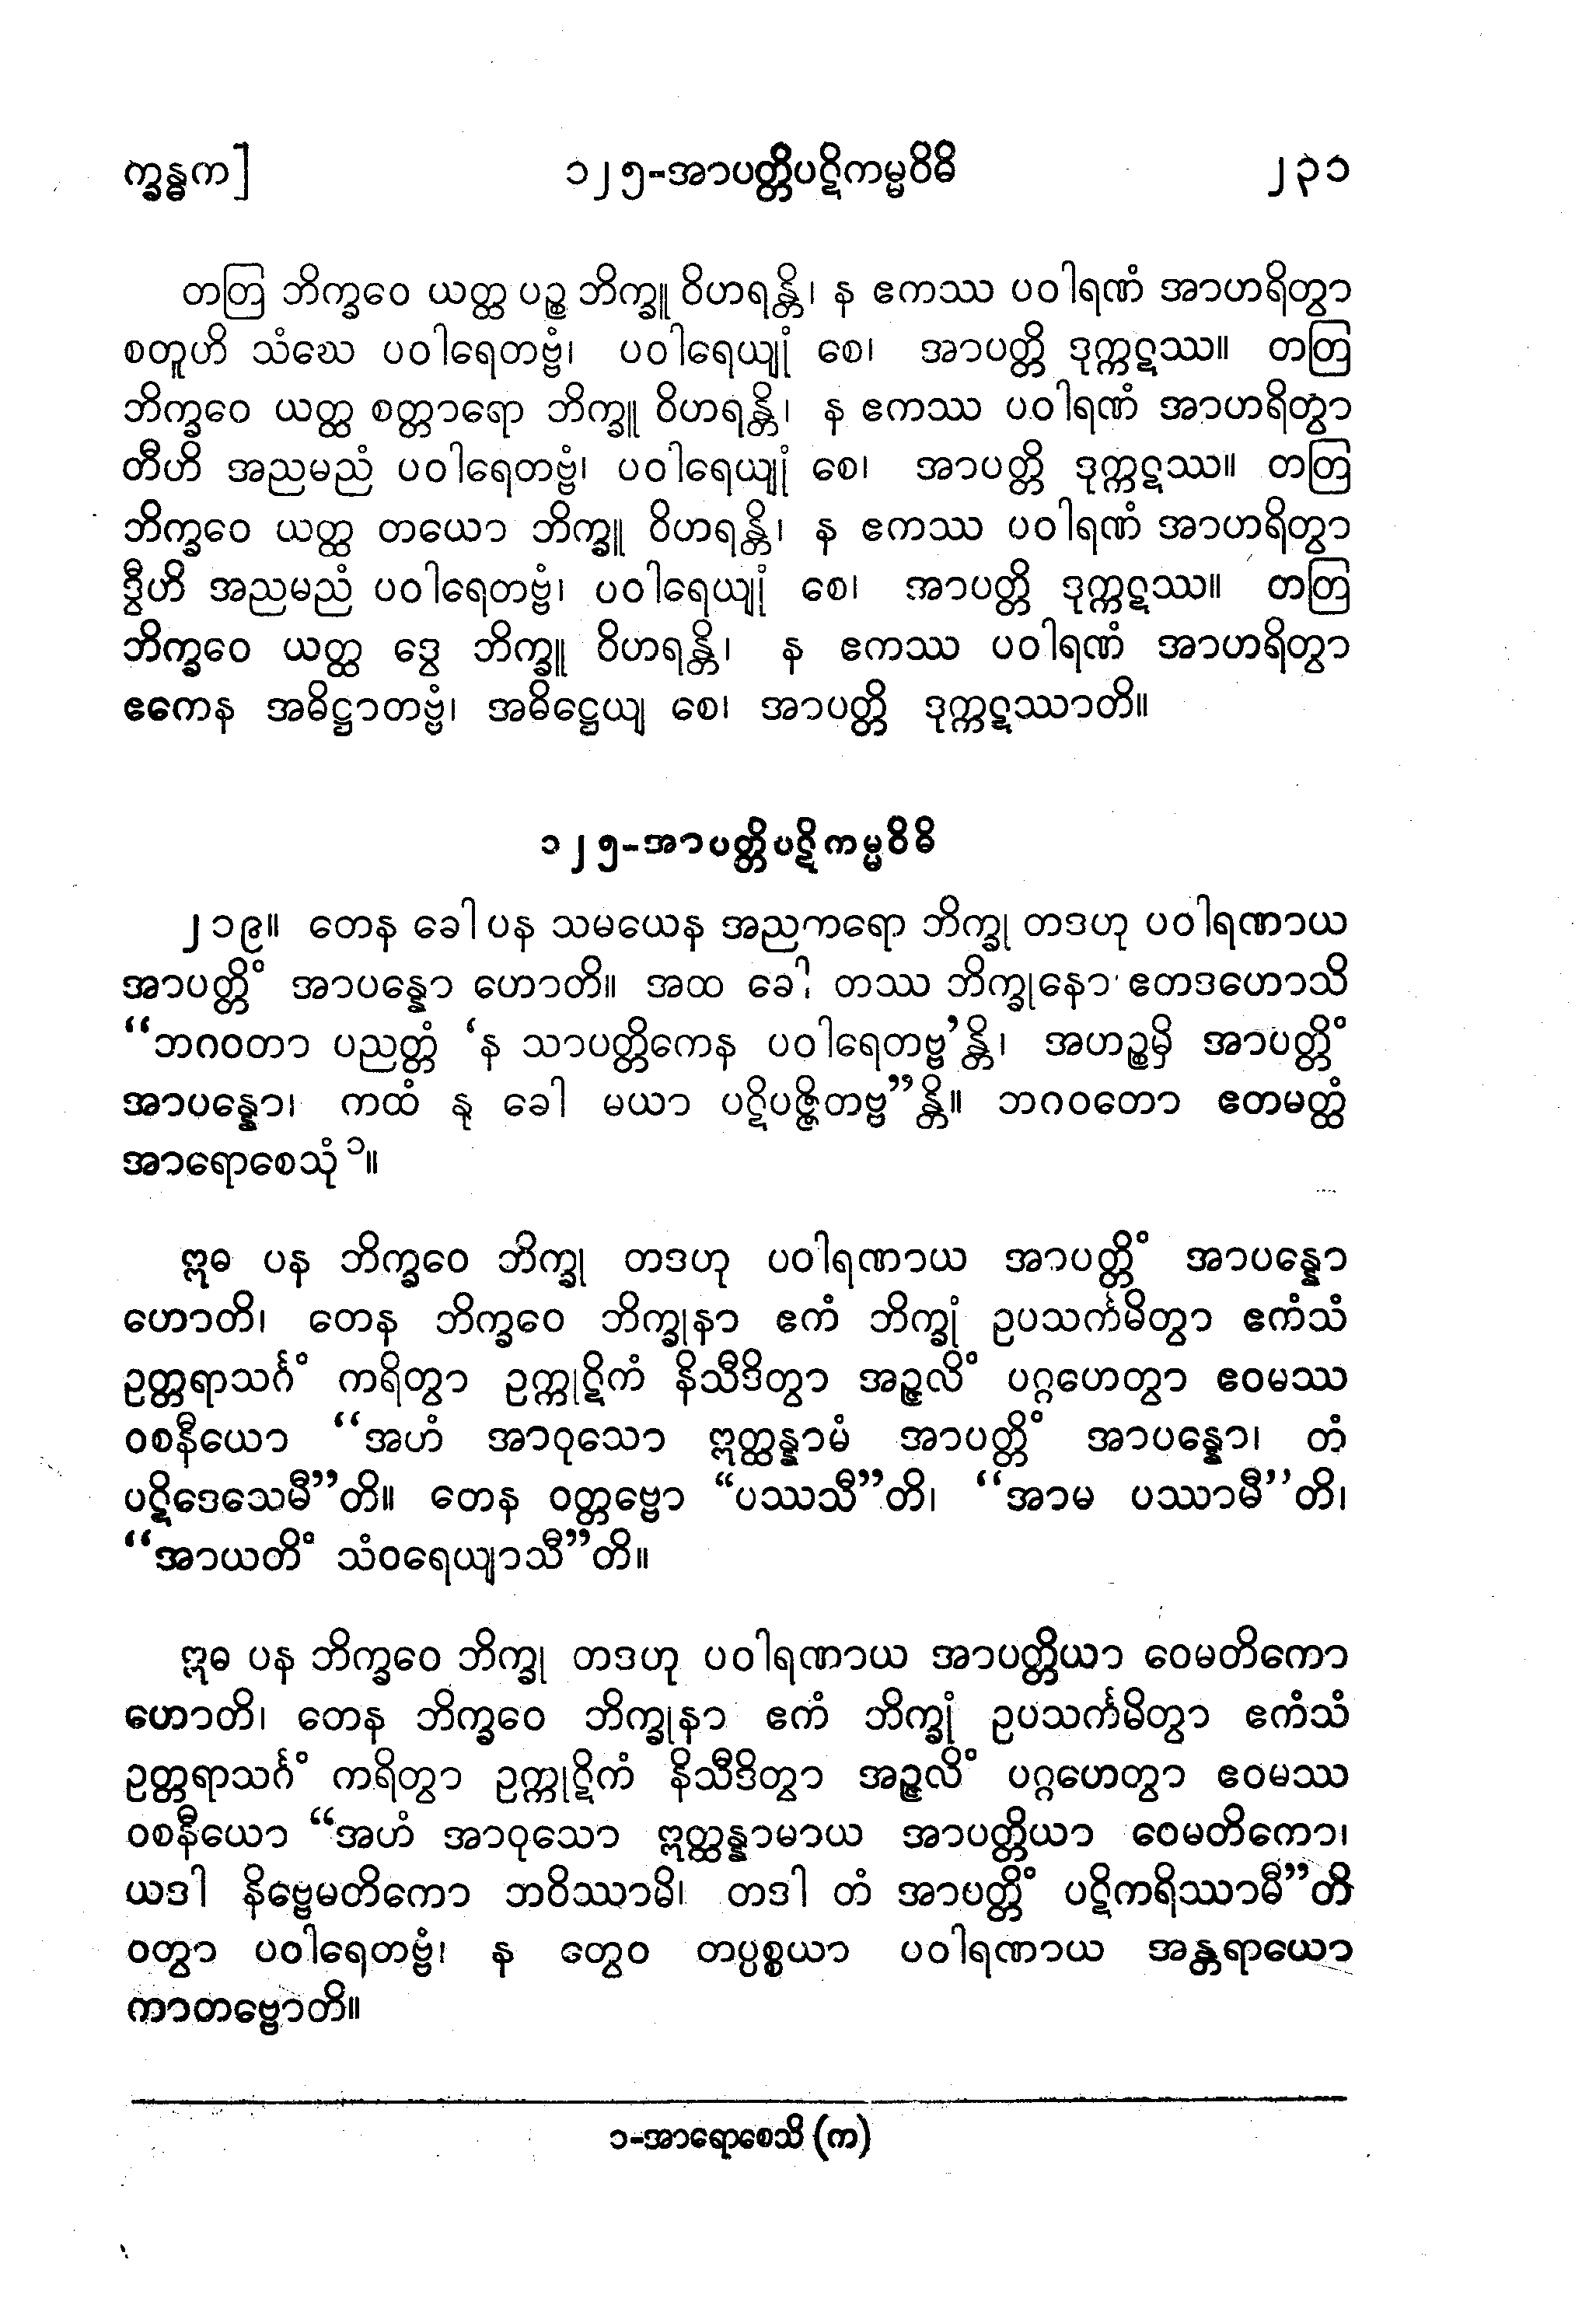 က္ခန္ဓက]
၁၂၅-အာပတ္တိပဋိကမ္မဝိဓိ
၂၃၁
တတြ ဘိက္ခဝေ ယတ္ထ ပဉ္စ ဘိက္ခူ ဝိဟရန္တိ၊ န ဧကဿ ပဝါရဏံ အာဟရိတွာ
စတူဟိ သံဃေ ပဝါရေတဗ္ဗံ၊ ပဝါရေယျုံ စေ၊ အာပတ္တိ ဒုက္ကဋဿ။ တတြ
ဘိက္ခဝေ ယတ္ထ စတ္တာရော ဘိက္ခူ ဝိဟရန္တိ၊ န ဧကဿ ပဝါရဏံ အာဟရိတွာ
တီဟိ အညမညံ ပဝါရေတဗ္ဗံ၊ ပဝါရေယျုံ စေ၊ အာပတ္တိ ဒုက္ကဋဿ။ တတြ
ဘိက္ခဝေ ယတ္ထ တယော ဘိက္ခူ ဝိဟရန္တိ၊ န ဧကဿ ပဝါရဏံ အာဟရိတွာ
ဒွီဟိ အညမညံ ပဝါရေတဗ္ဗံ၊ ပဝါရေယျုံ စေ၊ အာပတ္တိ ဒုက္ကဋဿ။ တတြ
ဘိက္ခဝေ ယတ္ထ ဒွေ ဘိက္ခူ ဝိဟရန္တိ၊ န ဧကဿ ပဝါရဏံ အာဟရိတွာ
ဧကေန အဓိဋ္ဌာတဗ္ဗံ၊ အဓိဋ္ဌေယျ စေ၊ အာပတ္တိ ဒုက္ကဋဿာတိ။
၁၂၅-အာပတ္တိပဋိကမ္မဝိဓိ
၂၁၉။ တေန ခေါ ပန သမယေန အညကရော ဘိက္ခု တဒဟု ပဝါရဏာယ
အာပတ္တိံ အာပန္နော ဟောတိ။ အထ ခေါ တဿ ဘိက္ခုနော ဧတဒဟောသိ
“ဘဂဝတာ ပညတ္တံ ‘န သာပတ္တိကေန ပဝါရေတဗ္ဗ’န္တိ၊ အဟဉ္စမှိ အာပတ္တိံ
အာပန္နော၊ ကထံ နု ခေါ မယာ ပဋိပဇ္ဇိတဗ္ဗ”န္တိ။ ဘဂဝတော ဧတမတ္ထံ
အာရောစေသုံ ၁။
ဣဓ ပန ဘိက္ခဝေ ဘိက္ခု တဒဟု ပဝါရဏာယ အာပတ္တိံ အာပန္နော
ဟောတိ၊ တေန ဘိက္ခဝေ ဘိက္ခုနာ ဧကံ ဘိက္ခုံ ဥပသင်္ကမိတွာ ဧကံသံ
ဥတ္တရာသင်္ဂံ ကရိတွာ ဥက္ကုဋိကံ နိသီဒိတွာ အဉ္ဇလိံ ပဂ္ဂဟေတွာ ဧဝမဿ
ဝစနီယော “အဟံ အာဝုသော ဣတ္ထန္နာမံ အာပတ္တိံ အာပန္နော၊ တံ
ပဋိဒေသေမီ”တိ။ တေန ဝတ္တဗ္ဗော “ပဿသီ”တိ၊ “အာမ ပဿာမီ”တိ၊
“အာယတိံ သံဝရေယျာသီ”တိ။
ဣဓ ပန ဘိက္ခဝေ ဘိက္ခု တဒဟု ပဝါရဏာယ အာပတ္တိယာ ဝေမတိကော
ဟောတိ၊ တေန ဘိက္ခဝေ ဘိက္ခုနာ ဧကံ ဘိက္ခုံ ဥပသင်္ကမိတွာ ဧကံသံ
ဥတ္တရာသင်္ဂံ ကရိတွာ ဥက္ကုဋိကံ နိသီဒိတွာ အဉ္ဇလိံ ပဂ္ဂဟေတွာ ဧဝမဿ
ဝစနီယော “အဟံ အာဝုသော ဣတ္ထန္နာမာယ အာပတ္တိယာ ဝေမတိကော၊
ယဒါ နိဗ္ဗေမတိကော ဘဝိဿာမိ၊ တဒါ တံ အာပတ္တိံ ပဋိကရိဿာမီ”တိ
ဝတွာ ပဝါရေတဗ္ဗံ၊ န တွေဝ တပ္ပစ္စယာ ပဝါရဏာယ အန္တရာယော
ကာတဗ္ဗောတိ။
၁-အာရောစေသိ (က)